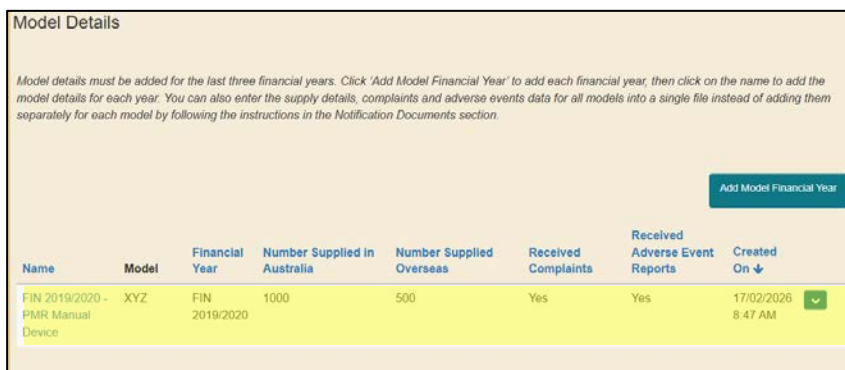 Model Details
Model details must be added for the last three financial years. Click 'Add Model Financial Year' to add each financial year, then click on the name to add the
model details for each year. You can also enter the supply details, complaints and adverse events data for all models into a single file instead of adding them
separately for each model by following the instructions in the Notification Documents section.
Add Model Financial Year
Name Model Financial Year Number Supplied in Australia Number Supplied Overseas Received Complaints Received Adverse Event Reports Created On ↓
FIN 2019/2020 - PMR Manual Device XYZ FIN 2019/2020 1000 500 Yes Yes 17/02/2026 8:47 AM